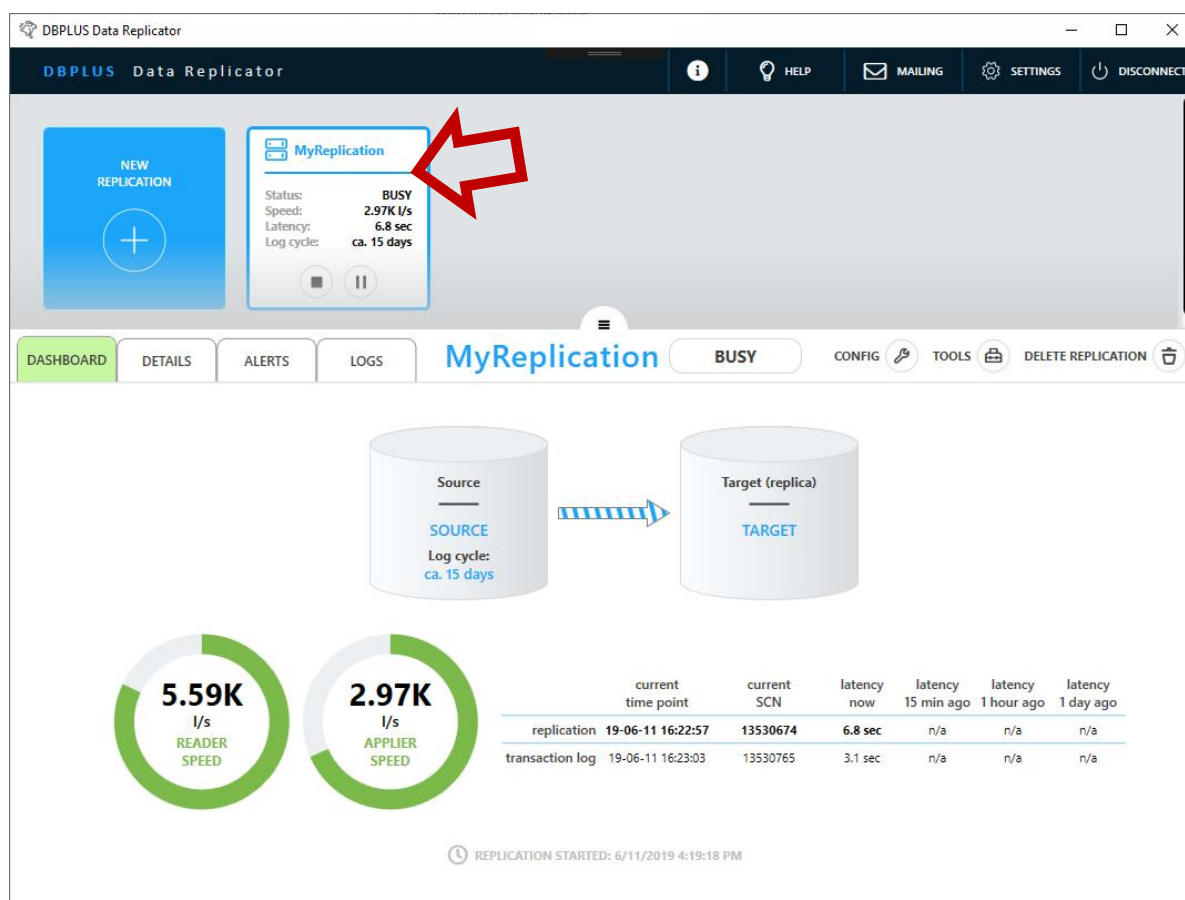 DBPLUS Data Replicator
DBPLUS Data Replicator
i
HELP
MAILING
SETTINGS
DISCONNECT
NEW
REPLICATION
MyReplication
Status: BUSY
Speed: 2.97K l/s
Latency: 6.8 sec
Log cycle: ca. 15 days
DASHBOARD
DETAILS
ALERTS
LOGS
MyReplication
BUSY
CONFIG
TOOLS
DELETE REPLICATION
Source
SOURCE
Log cycle:
ca. 15 days
Target (replica)
TARGET
5.59K
l/s
READER
SPEED
2.97K
l/s
APPLIER
SPEED
current current latency latency latency latency
time point SCN now 15 min ago 1 hour ago 1 day ago
replication 19-06-11 16:22:57 13530674 6.8 sec n/a n/a n/a
transaction log 19-06-11 16:23:03 13530765 3.1 sec n/a n/a n/a
REPLICATION STARTED: 6/11/2019 4:19:18 PM